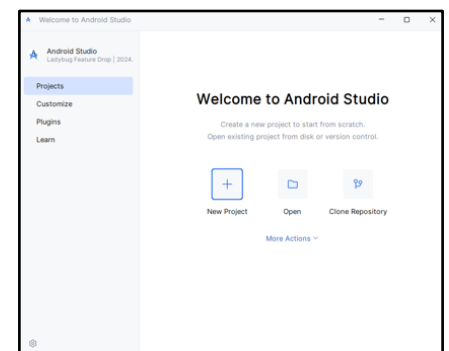 Welcome to Android Studio
Android Studio
Ladybug Feature Drop | 2024.
Projects
Customize
Plugins
Learn
Welcome to Android Studio
Create a new project to start from scratch.
Open existing project from disk or version control.
New Project
Open
Clone Repository
More Actions